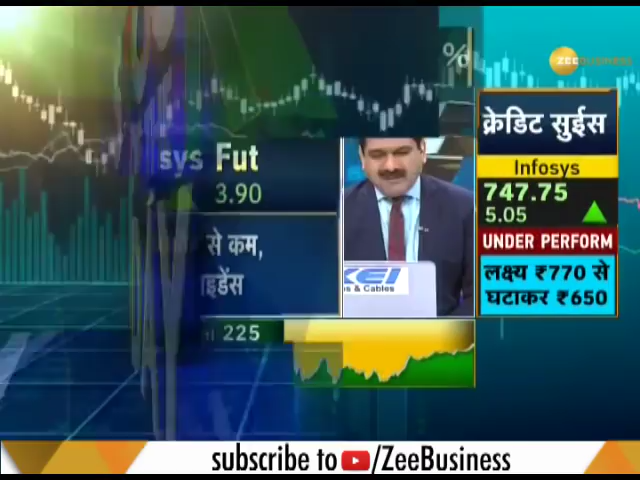 %
ZEEBUSINESS
क्रेडिट सुईस
Infosys
747.75
5.05
UNDER PERFORM
लक्ष्य ₹770 से
घटाकर ₹650
sys Fut
3.90
से कम,
इडेंस
225
KEI
& Cables
subscribe to /ZeeBusiness